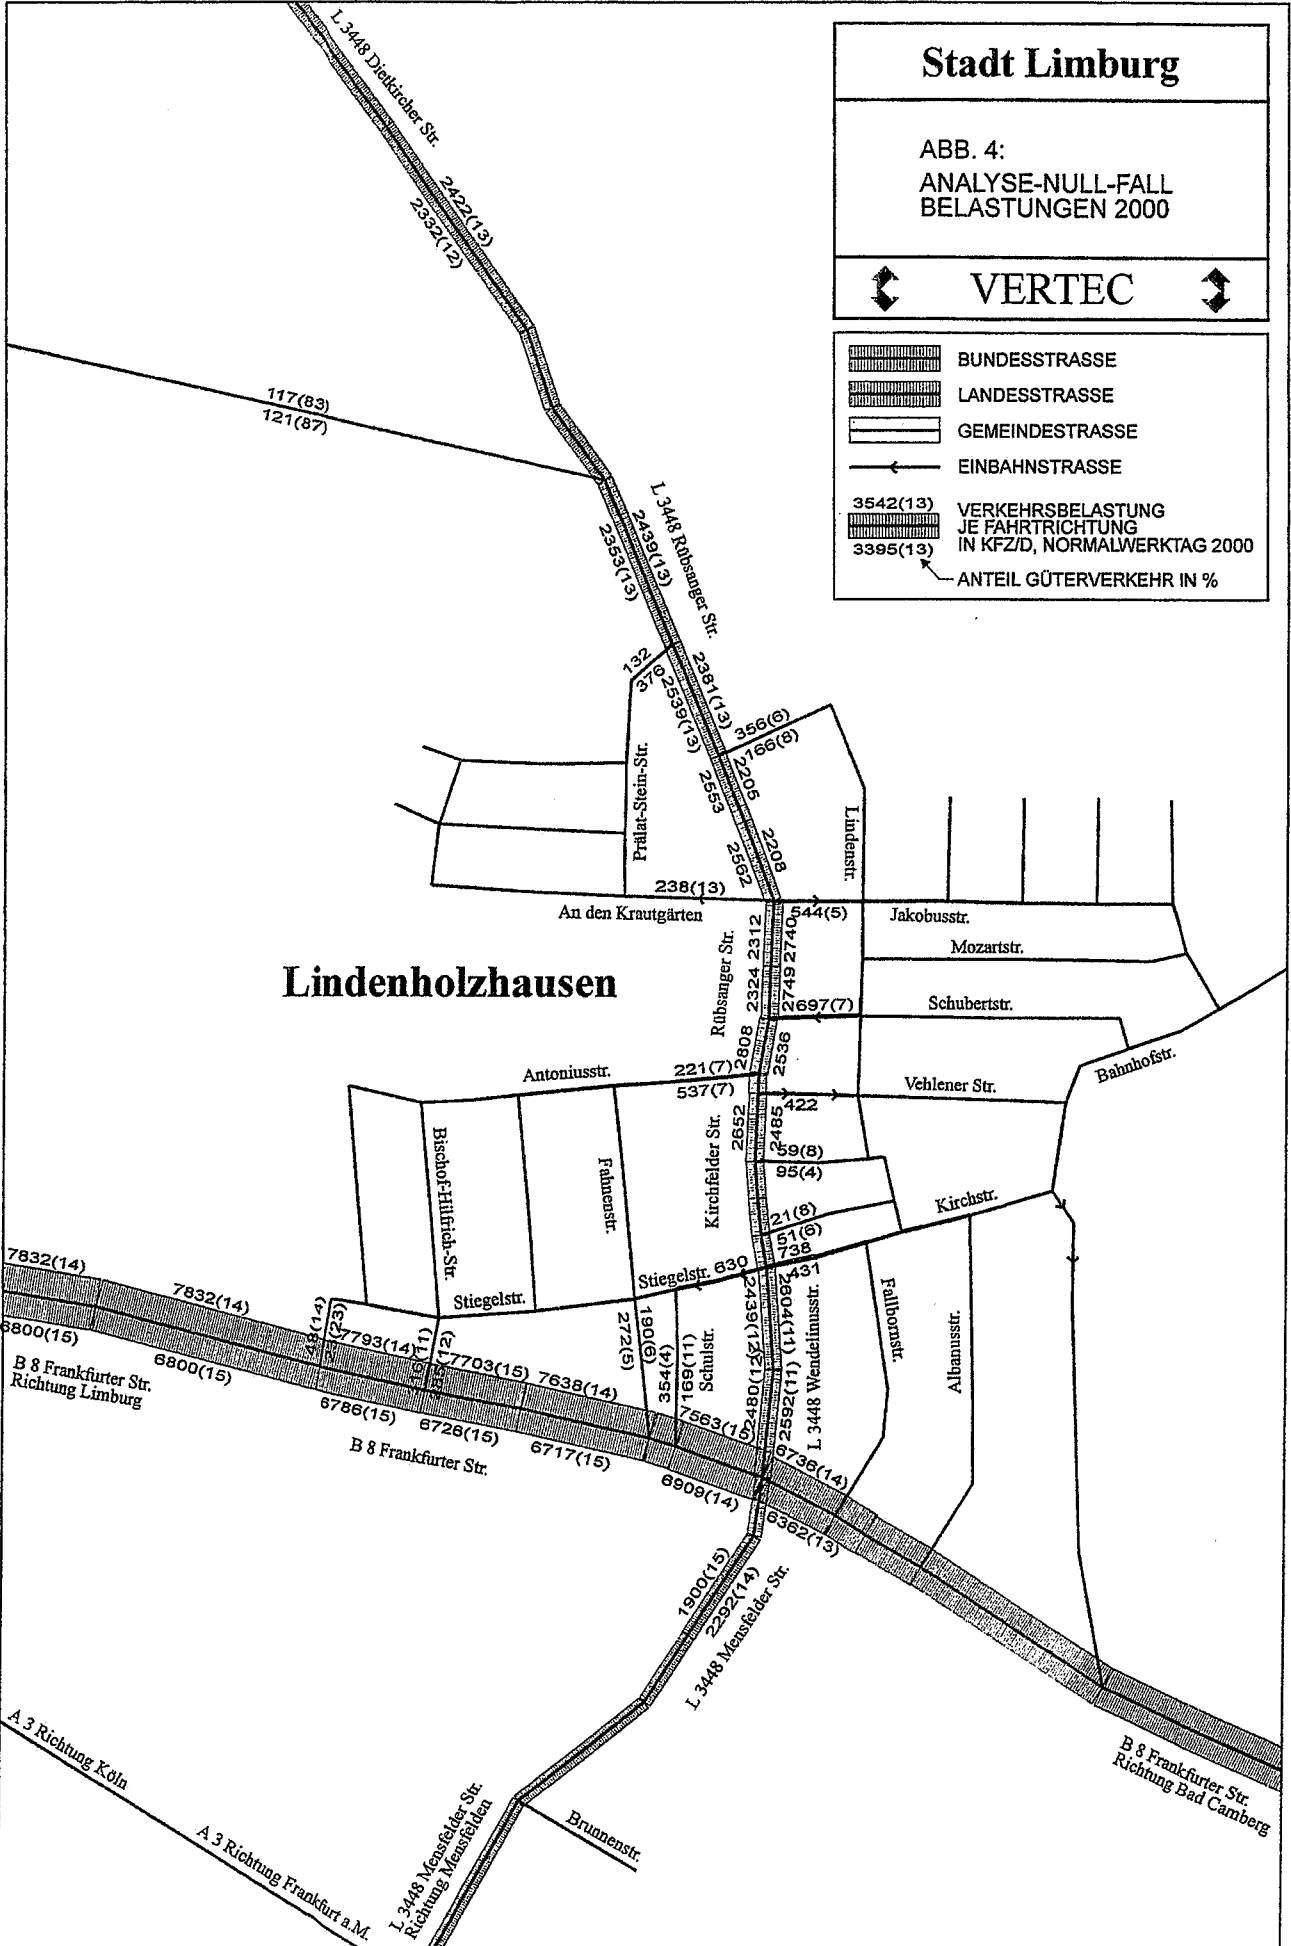 Stadt Limburg
ABB. 4:
ANALYSE-NULL-FALL
BELASTUNGEN 2000
VERTEC
BUNDESSTRASSE
LANDESSTRASSE
GEMEINDESTRASSE
EINBAHNSTRASSE
3542(13)
3395(13)
VERKEHRSBELASTUNG
JE FAHRTRICHTUNG
IN KFZ/D, NORMALWERKTAG 2000
ANTEIL GÜTERVERKEHR IN %
L 3448 Dietkircher Str.
2422(13)
2332(12)
117(83)
121(87)
L 3448 Rübsanger Str.
2439(13)
2353(13)
132
376
2381(13)
2539(13)
356(6)
166(8)
2205
2553
Prälat-Stein-Str.
Lindenstr.
2208
2562
238(13)
An den Krautgärten
544(5)
Jakobusstr.
Mozartstr.
Rübsanger Str.
2312
2740
2324
2749
Lindenholzhausen
2697(7)
Schubertstr.
2808
2536
Bahnhofstr.
Antoniusstr.
221(7)
537(7)
Vehlener Str.
422
2652
2485
Kirchfelder Str.
59(8)
95(4)
Bischof-Hilfrich-Str.
Fahnenstr.
21(8)
51(6)
Kirchstr.
738
431
Stiegelstr.
630
Stiegelstr.
7832(14)
7832(14)
6800(15)
6800(15)
B 8 Frankfurter Str.
Richtung Limburg
48(14)
7793(14)
7703(15)
7638(14)
272(5)
190(6)
354(4)
169(11)
Schulstr.
2604(11)
2480(12)
2592(11)
L 3448 Wendelinusstr.
Fallbornstr.
Albanusstr.
7563(15)
6736(14)
6786(15)
6728(15)
6717(15)
6909(14)
6362(13)
B 8 Frankfurter Str.
1900(15)
2292(14)
L 3448 Mensfelder Str.
B 8 Frankfurter Str.
Richtung Bad Camberg
A 3 Richtung Köln
A 3 Richtung Frankfurt a.M.
L 3448 Mensfelder Str.
Richtung Mensfelden
Brunnenstr.